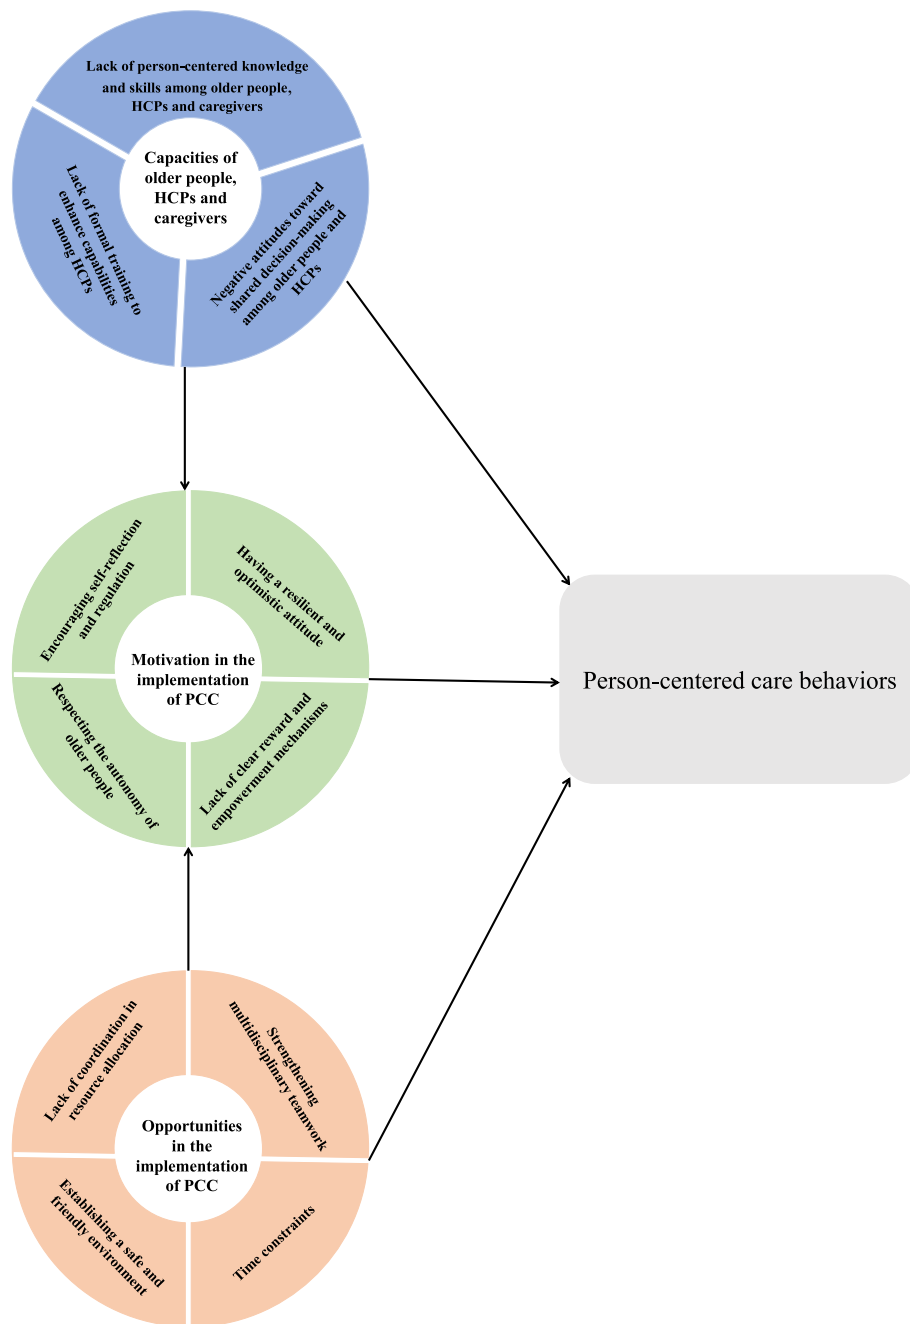 Lack of person-centered knowledge
and skills among older people,
HCPs and caregivers
Capacities of
older people,
HCPs and
caregivers
Lack of formal training to
enhance capabilities
among HCPs
Negative attitudes toward
shared decision-making
among older people and
HCPs
Encouraging self-reflection
and regulation
Having a resilient and
optimistic attitude
Motivation in the
implementation
of PCC
Respecting the autonomy of
older people
Lack of clear reward and
empowerment mechanisms
Person-centered care behaviors
Lack of coordination in
resource allocation
Strengthening
multidisciplinary teamwork
Opportunities
in the
implementation
of PCC
Establishing a safe and
friendly environment
Time constraints